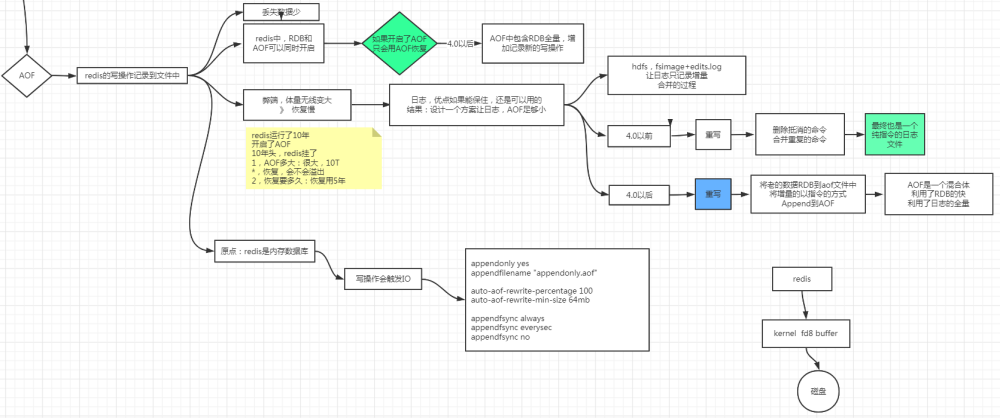 丢失数据少
AOF
redis的写操作记录到文件中
redis中，RDB和
AOF可以同时开启
如果开启了AOF
只会用AOF恢复
4.0以后
AOF中包含RDB全量，增
加记录新的写操作
弊端，体量无线变大
》 恢复慢
日志，优点如果能保住，还是可以用的
结果：设计一个方案让日志，AOF足够小
hdfs，fsimage+edits.log
让日志只记录增量
合并的过程
4.0以前
重写
删除抵消的命令
合并重复的命令
最终也是一个
纯指令的日志
文件
4.0以后
重写
将老的数据RDB到aof文件中
将增量的以指令的方式
Append到AOF
AOF是一个混合体
利用了RDB的快
利用了日志的全量
redis运行了10年
开启了AOF
10年头，redis挂了
1，AOF多大：很大，10T
*，恢复，会不会溢出
2，恢复要多久：恢复用5年
原点：redis是内存数据库
写操作会触发IO
appendonly yes
appendfilename "appendonly.aof"
auto-aof-rewrite-percentage 100
auto-aof-rewrite-min-size 64mb
appendfsync always
appendfsync everysec
appendfsync no
redis
kernel fd8 buffer
磁盘